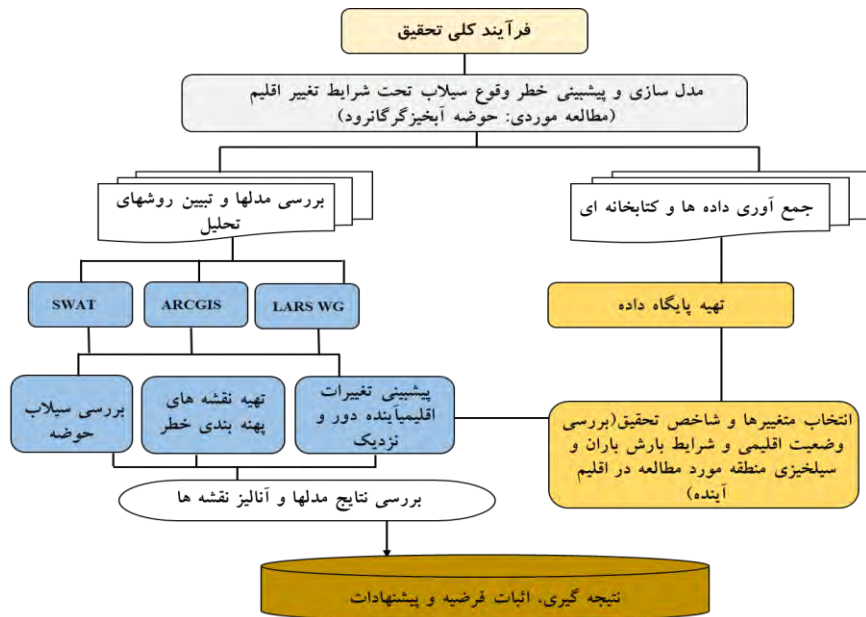 فرآیند کلی تحقیق
مدل سازی و پیشبینی خطر وقوع سیلاب تحت شرایط تغییر اقلیم
(مطالعه موردی: حوضه آبخیزگرگانرود)
جمع آوری داده ها و کتابخانه ای
بررسی مدلها و تبیین روشهای
تحلیل
تهیه پایگاه داده
LARS WG
ARCGIS
SWAT
انتخاب متغییرها و شاخص تحقیق(بررسی
وضعیت اقلیمی و شرایط بارش باران و
سیلخیزی منطقه مورد مطالعه در اقلیم
آینده)
پیشبینی تغییرات
اقلیمیآینده دور و
نزدیک
تهیه نقشه های
پهنه بندی خطر
بررسی سیلاب
حوضه
بررسی نتایج مدلها و آنالیز نقشه ها
نتیجه گیری، اثبات فرضیه و پیشنهادات